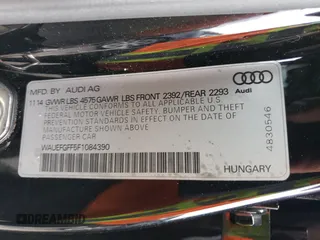 MFD. BY AUDI AG
11 14 GVWR LBS 4575 GAWR LBS FRONT 2392/REAR 2293
THIS VEHICLE CONFORMS TO ALL APPLICABLE U.S.
FEDERAL MOTOR VEHICLE SAFETY, BUMPER AND THEFT
PREVENTION STANDARDS IN EFFECT ON THE DATE OF
MANUFACTURE SHOWN ABOVE
PASSENGER CAR
WAUEFGFF5F1084390
HUNGARY
Audi
4830546
© DREAMBID